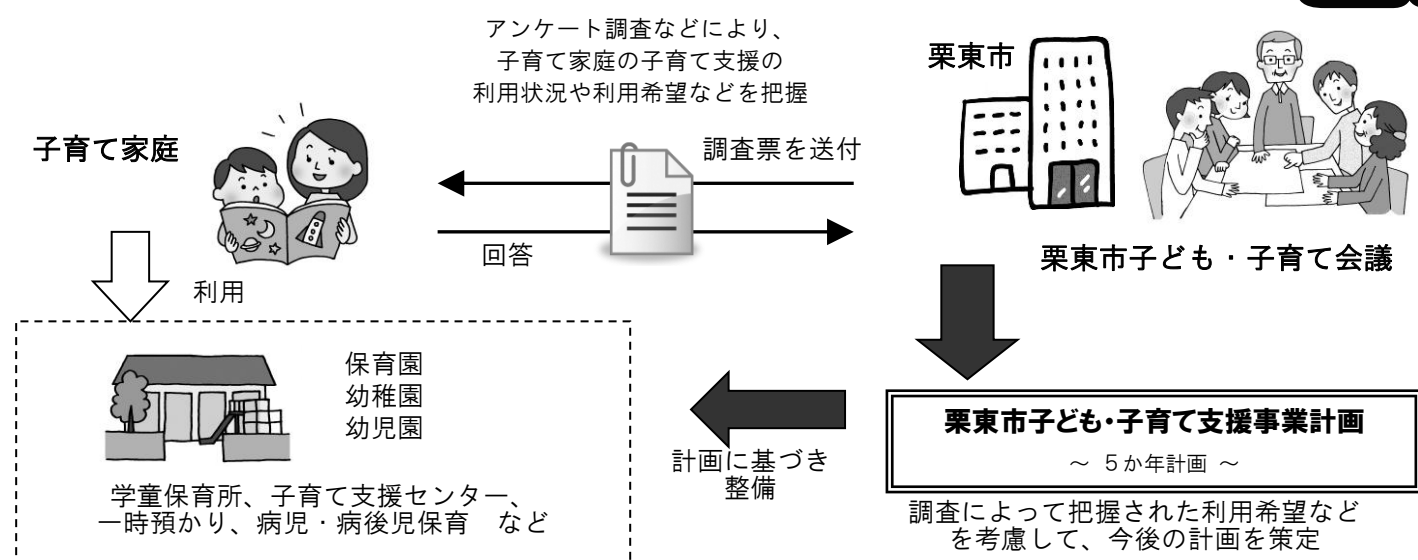 アンケート調査などにより、
子育て家庭の子育て支援の
利用状況や利用希望などを把握
栗東市
子育て家庭
調査票を送付
回答
栗東市子ども・子育て会議
利用
保育園
幼稚園
幼児園
学童保育所、子育て支援センター、
一時預かり、病児・病後児保育　など
計画に基づき
整備
栗東市子ども・子育て支援事業計画
～ 5か年計画 ～
調査によって把握された利用希望など
を考慮して、今後の計画を策定